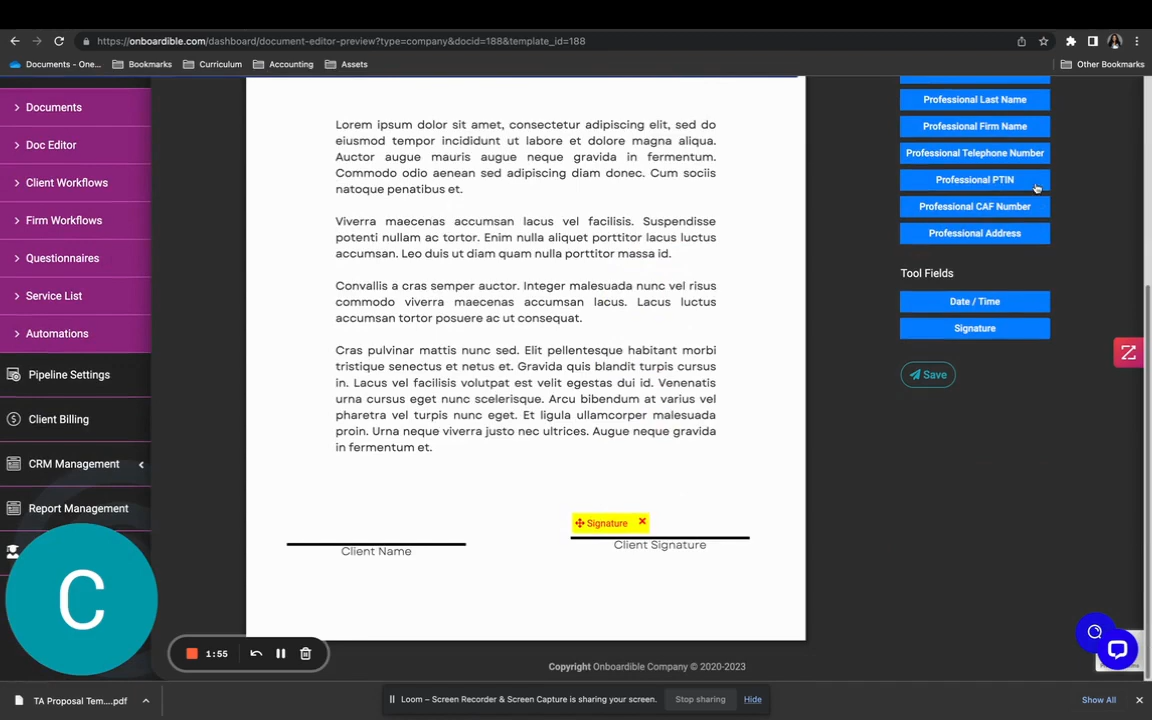 https://onboardible.com/dashboard/document-editor-preview?type=company&docid=188&template_id=188
Documents - One...
Bookmarks
Curriculum
Accounting
Assets
Other Bookmarks
Documents
Doc Editor
Client Workflows
Firm Workflows
Questionnaires
Service List
Automations
Pipeline Settings
Client Billing
CRM Management
Report Management
C
Lorem ipsum dolor sit amet, consectetur adipiscing elit, sed do
eiusmod tempor incididunt ut labore et dolore magna aliqua.
Auctor augue mauris augue neque gravida in fermentum.
Commodo odio aenean sed adipiscing diam donec. Cum sociis
natoque penatibus et.
Viverra maecenas accumsan lacus vel facilisis. Suspendisse
potenti nullam ac tortor. Enim nulla aliquet porttitor lacus luctus
accumsan. Leo duis ut diam quam nulla porttitor massa id.
Convallis a cras semper auctor. Integer malesuada nunc vel risus
commodo viverra maecenas accumsan lacus. Lacus luctus
accumsan tortor posuere ac ut consequat.
Cras pulvinar mattis nunc sed. Elit pellentesque habitant morbi
tristique senectus et netus et. Gravida quis blandit turpis cursus
in. Lacus vel facilisis volutpat est velit egestas dui id. Venenatis
urna cursus eget nunc scelerisque. Arcu bibendum at varius vel
pharetra vel turpis nunc eget. Et ligula ullamcorper malesuada
proin. Urna neque viverra justo nec ultrices. Augue neque gravida
in fermentum et.
Signature
Client Name
Client Signature
Professional Last Name
Professional Firm Name
Professional Telephone Number
Professional PTIN
Professional CAF Number
Professional Address
Tool Fields
Date / Time
Signature
Save
1:55
Copyright Onboardible Company © 2020-2023
TA Proposal Tem....pdf
Loom – Screen Recorder & Screen Capture is sharing your screen.
Stop sharing
Hide
Show All